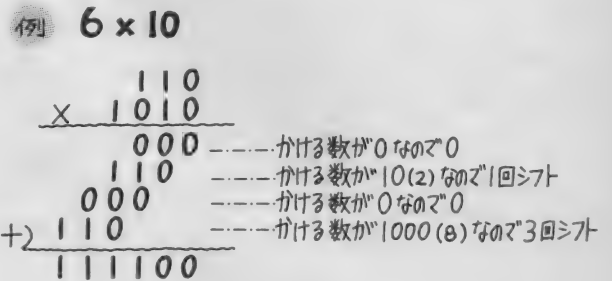 例 6 × 10
110
× 1010
000 かける数が0なので0
110 かける数が10(2)なので1回シフト
000 かける数が0なので0
+) 110 かける数が1000(8)なので3回シフト
111100